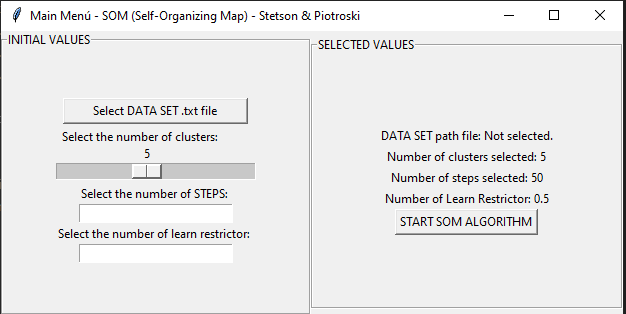 Main Menú - SOM (Self-Organizing Map) - Stetson & Piotroski
INITIAL VALUES
Select DATA SET .txt file
Select the number of clusters:
5
Select the number of STEPS:
Select the number of learn restrictor:
SELECTED VALUES
DATA SET path file: Not selected.
Number of clusters selected: 5
Number of steps selected: 50
Number of Learn Restrictor: 0.5
START SOM ALGORITHM